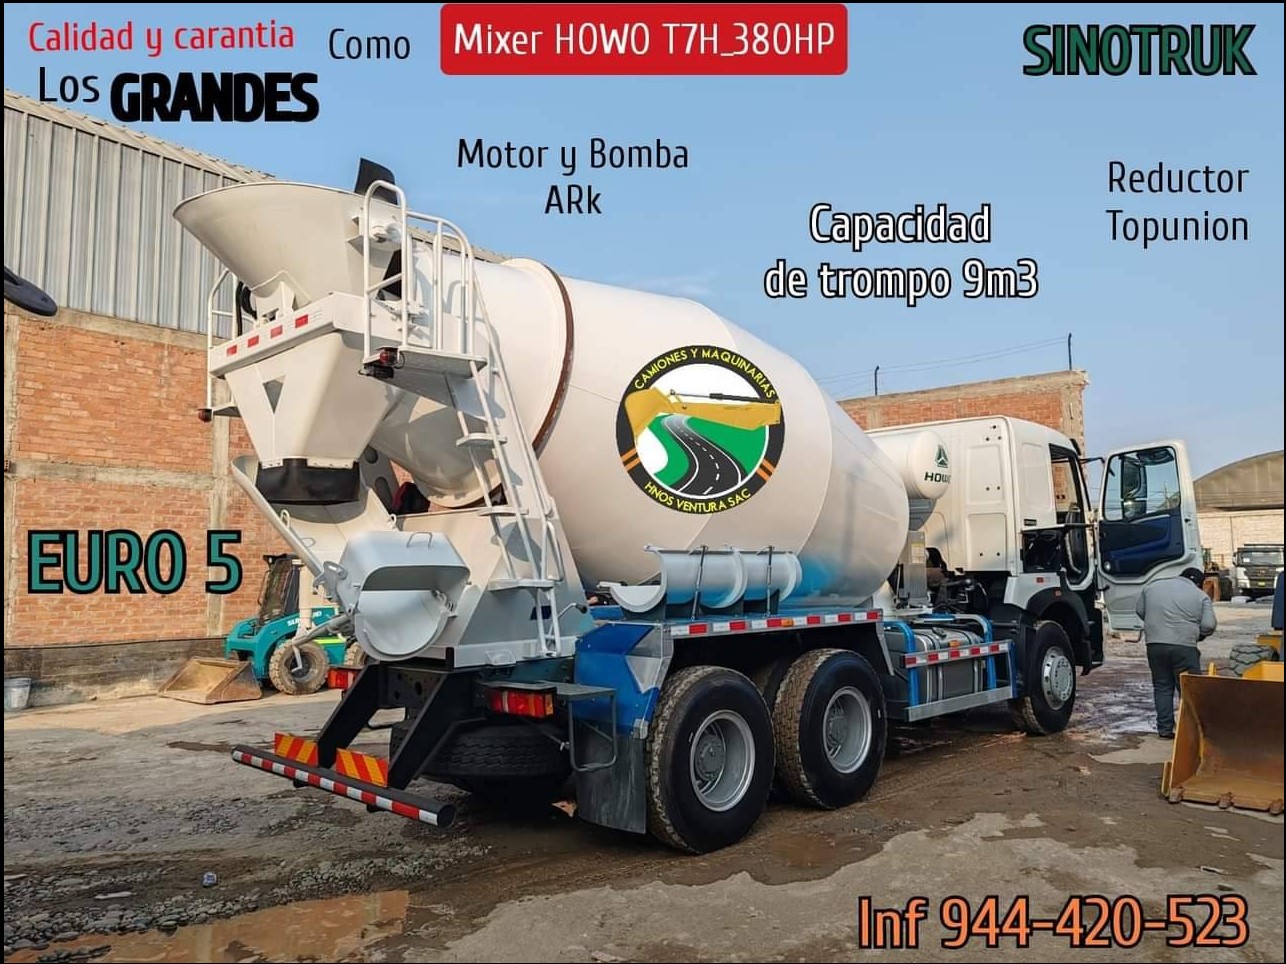 Calidad y carantia Como
Los GRANDES
Mixer HOWO T7H_380HP
SINOTRUK
Motor y Bomba
ARk
Reductor
Topunion
Capacidad
de trompo 9m3
CAMIONES Y MAQUINARIAS
HNOS VENTURA SAC
HOWO
EURO 5
Inf 944-420-523